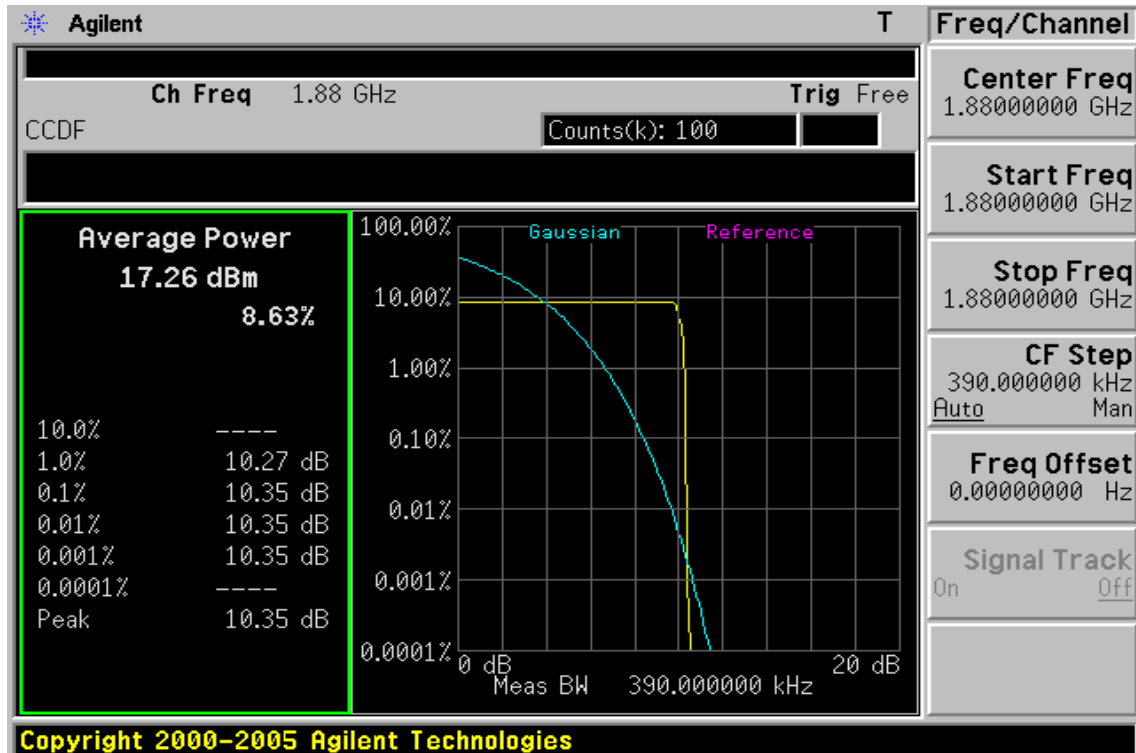 Agilent T Freq/Channel
Ch Freq 1.88 GHz Trig Free
CCDF Counts(k): 100
Average Power
17.26 dBm
8.63%
10.0% ----
1.0% 10.27 dB
0.1% 10.35 dB
0.01% 10.35 dB
0.001% 10.35 dB
0.0001% ----
Peak 10.35 dB
100.00% Gaussian Reference
10.00%
1.00%
0.10%
0.01%
0.001%
0.0001% 0 dB 20 dB
Meas BW 390.000000 kHz
Center Freq
1.88000000 GHz
Start Freq
1.88000000 GHz
Stop Freq
1.88000000 GHz
CF Step
390.000000 kHz
Auto Man
Freq Offset
0.00000000 Hz
Signal Track
On Off
Copyright 2000-2005 Agilent Technologies